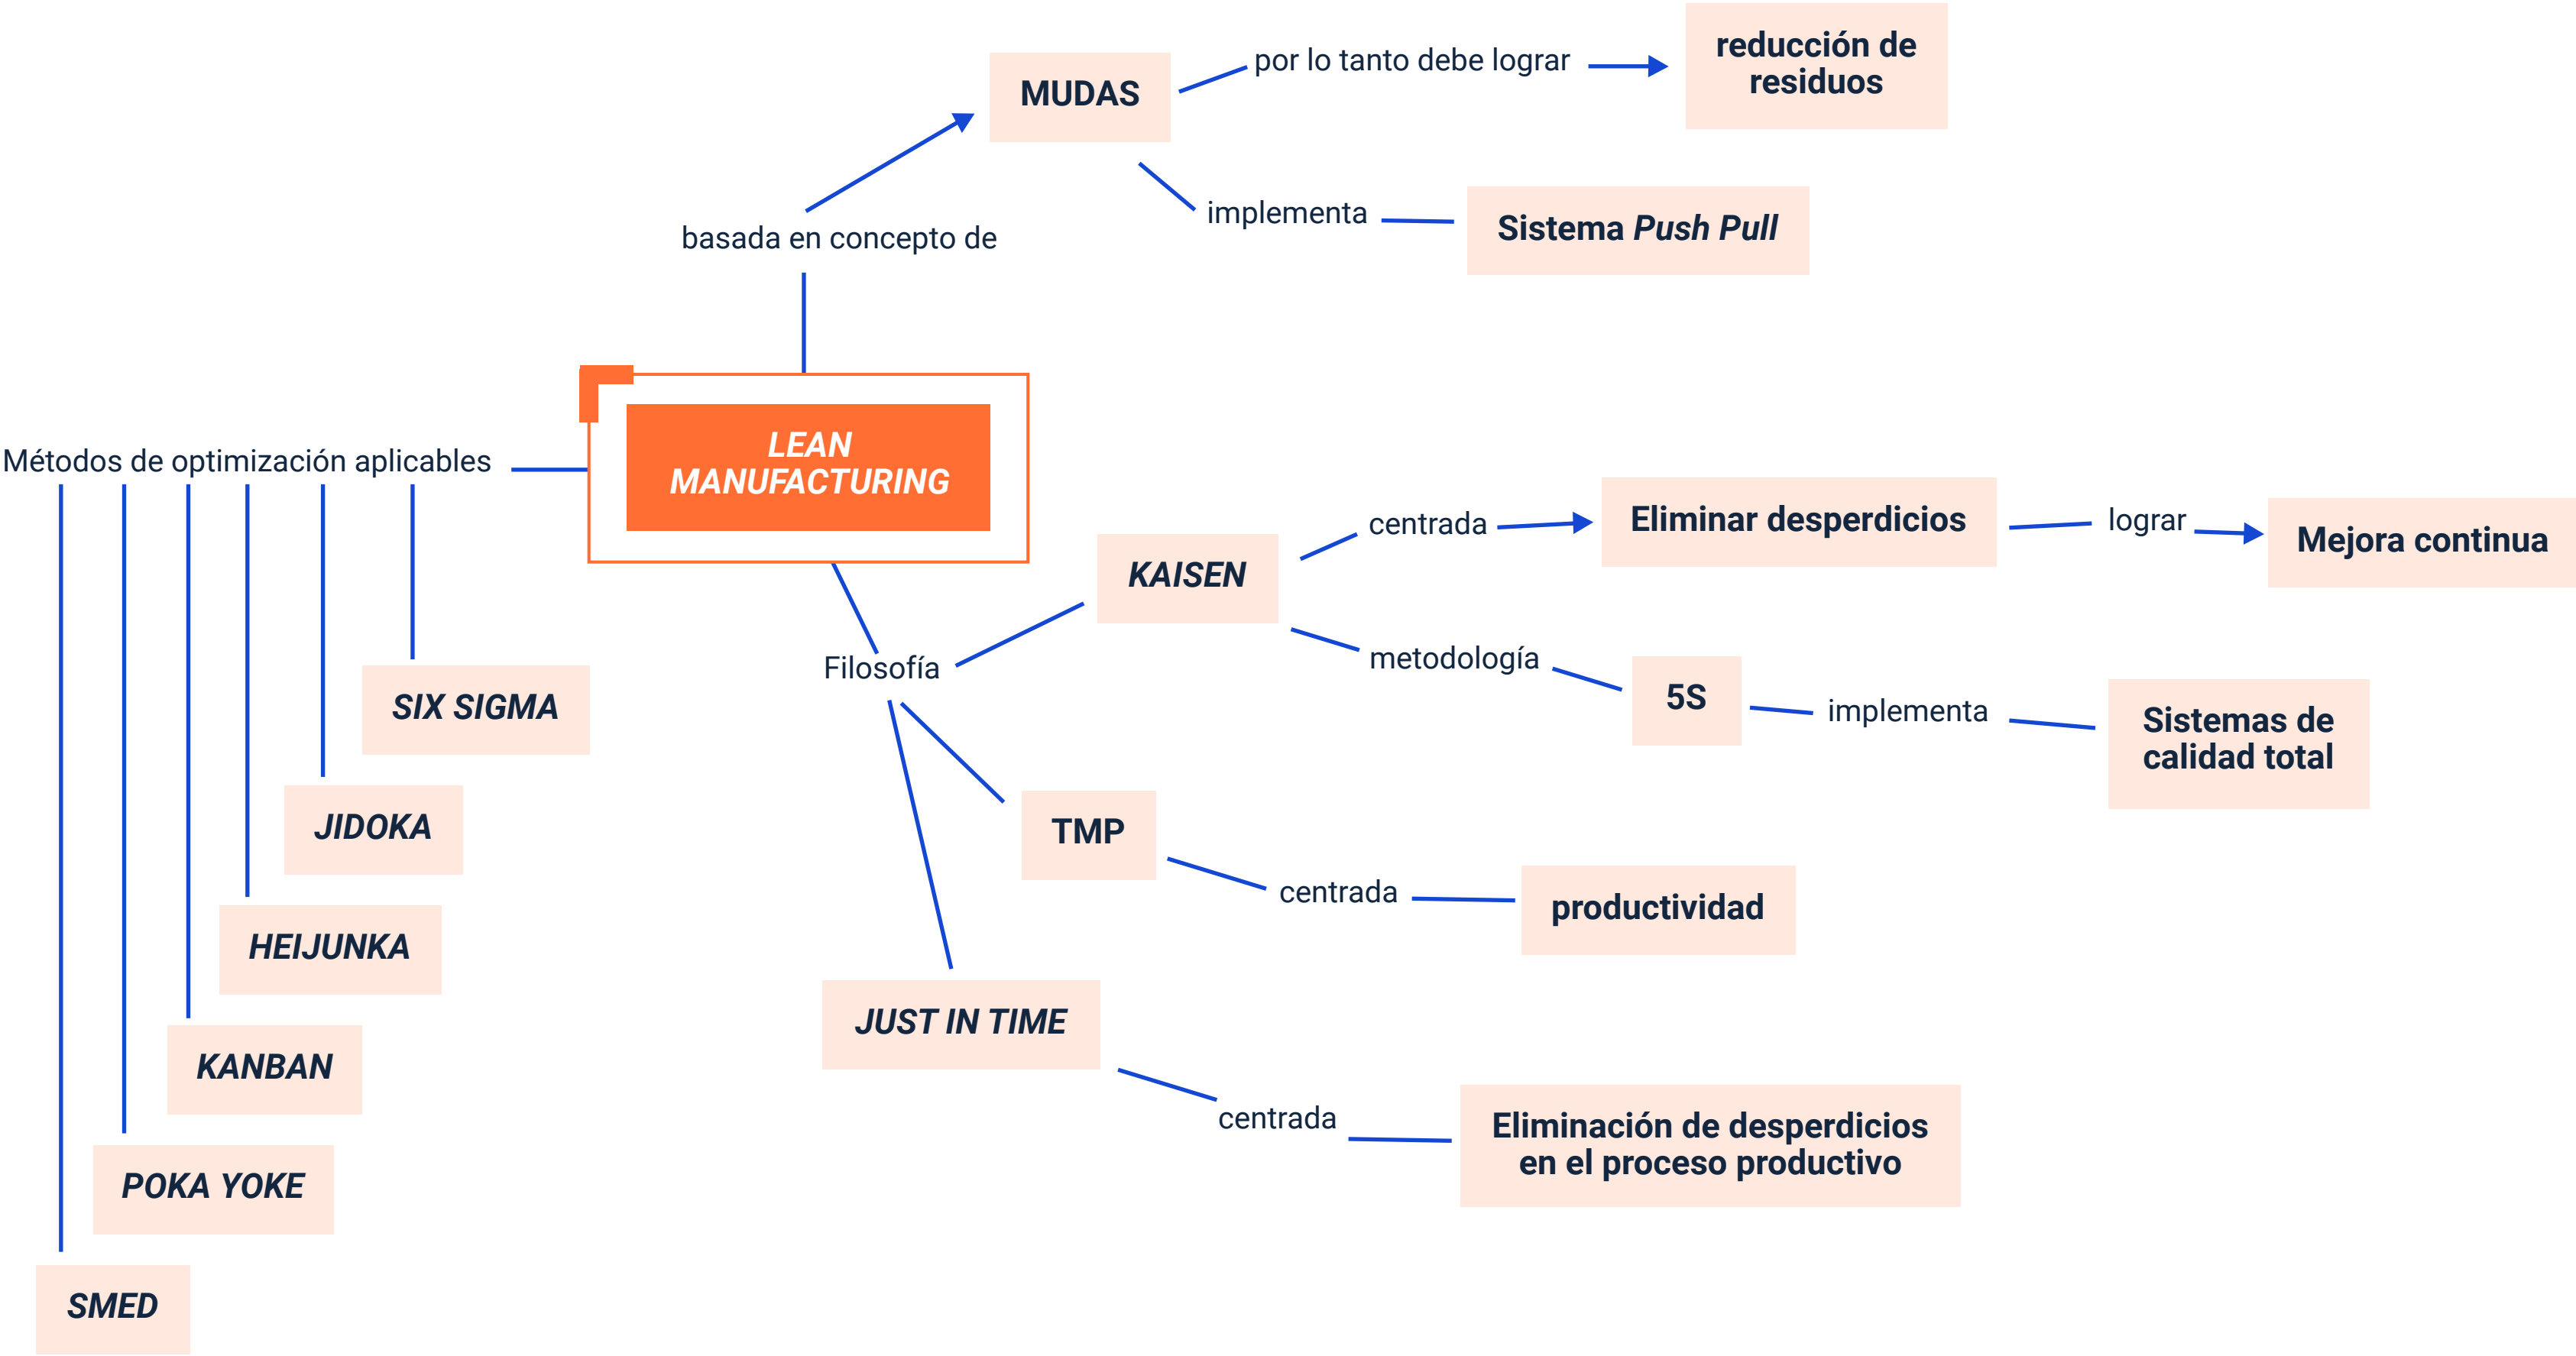 MUDAS
por lo tanto debe lograr
reducción de
residuos
implementa
Sistema Push Pull
basada en concepto de
LEAN
MANUFACTURING
Métodos de optimización aplicables
SIX SIGMA
JIDOKA
HEIJUNKA
KANBAN
POKA YOKE
SMED
Filosofía
KAISEN
centrada
Eliminar desperdicios
lograr
Mejora continua
metodología
5S
implementa
Sistemas de
calidad total
TMP
centrada
productividad
JUST IN TIME
centrada
Eliminación de desperdicios
en el proceso productivo